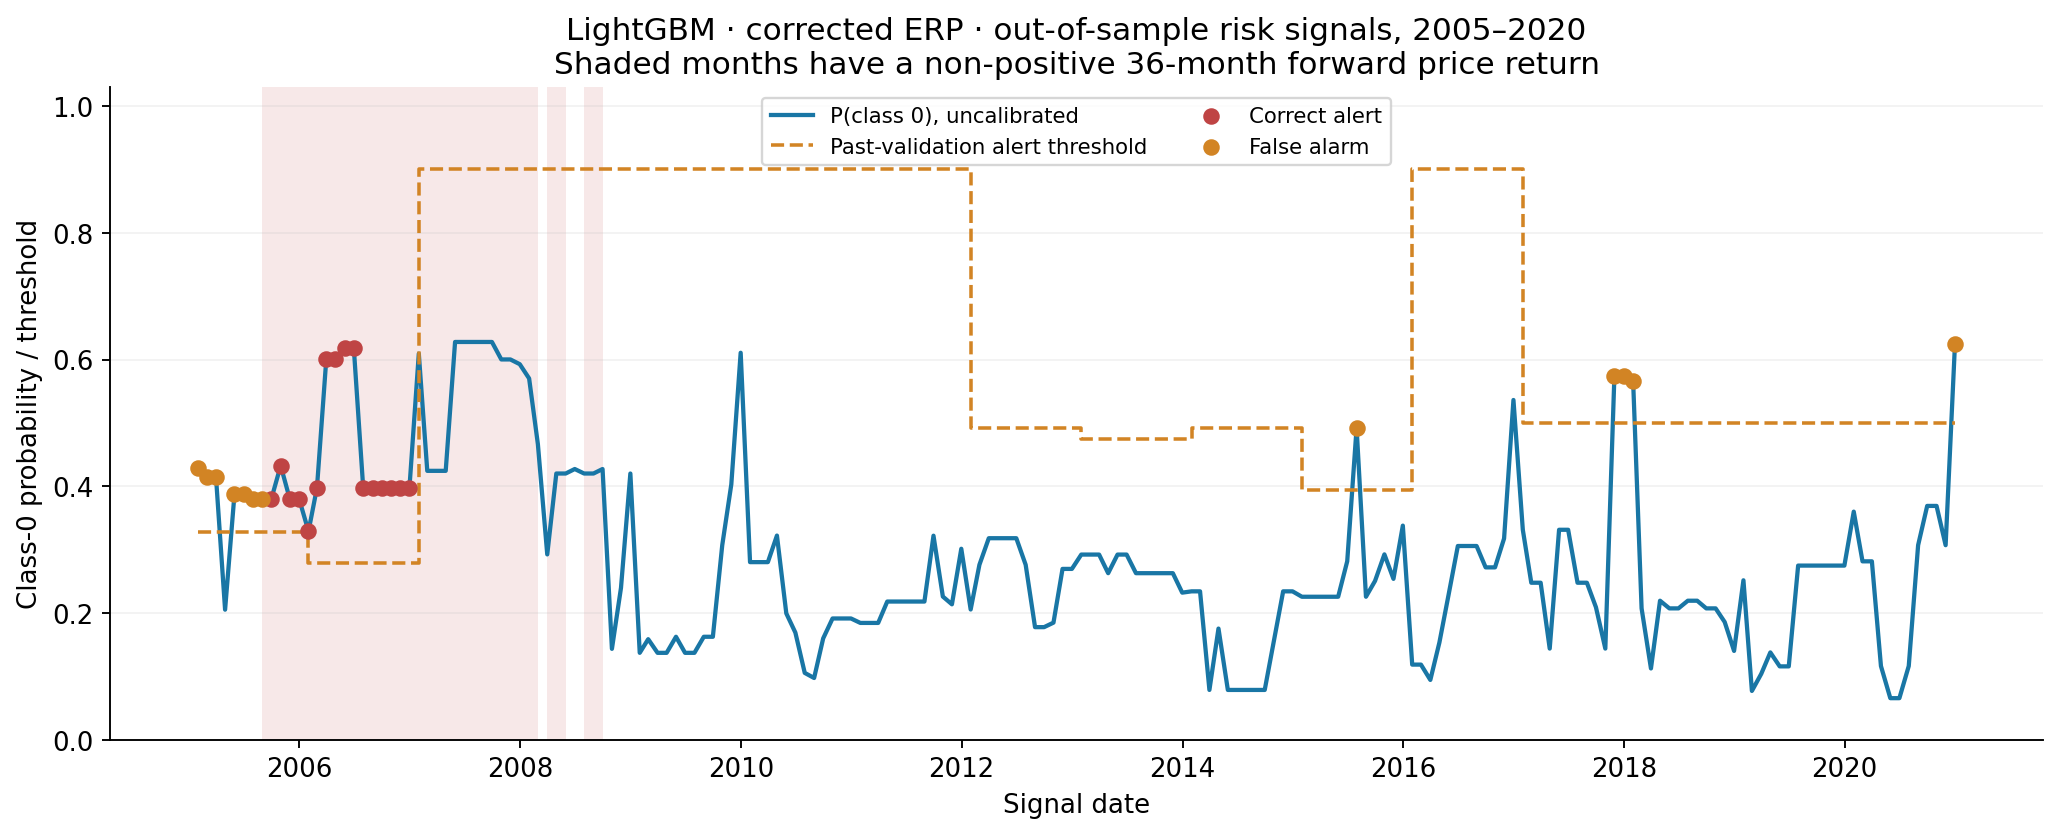 LightGBM · corrected ERP · out-of-sample risk signals, 2005–2020
Shaded months have a non-positive 36-month forward price return
P(class 0), uncalibrated
Past-validation alert threshold
Correct alert
False alarm
Class-0 probability / threshold
1.0
0.8
0.6
0.4
0.2
0.0
2006
2008
2010
2012
2014
2016
2018
2020
Signal date